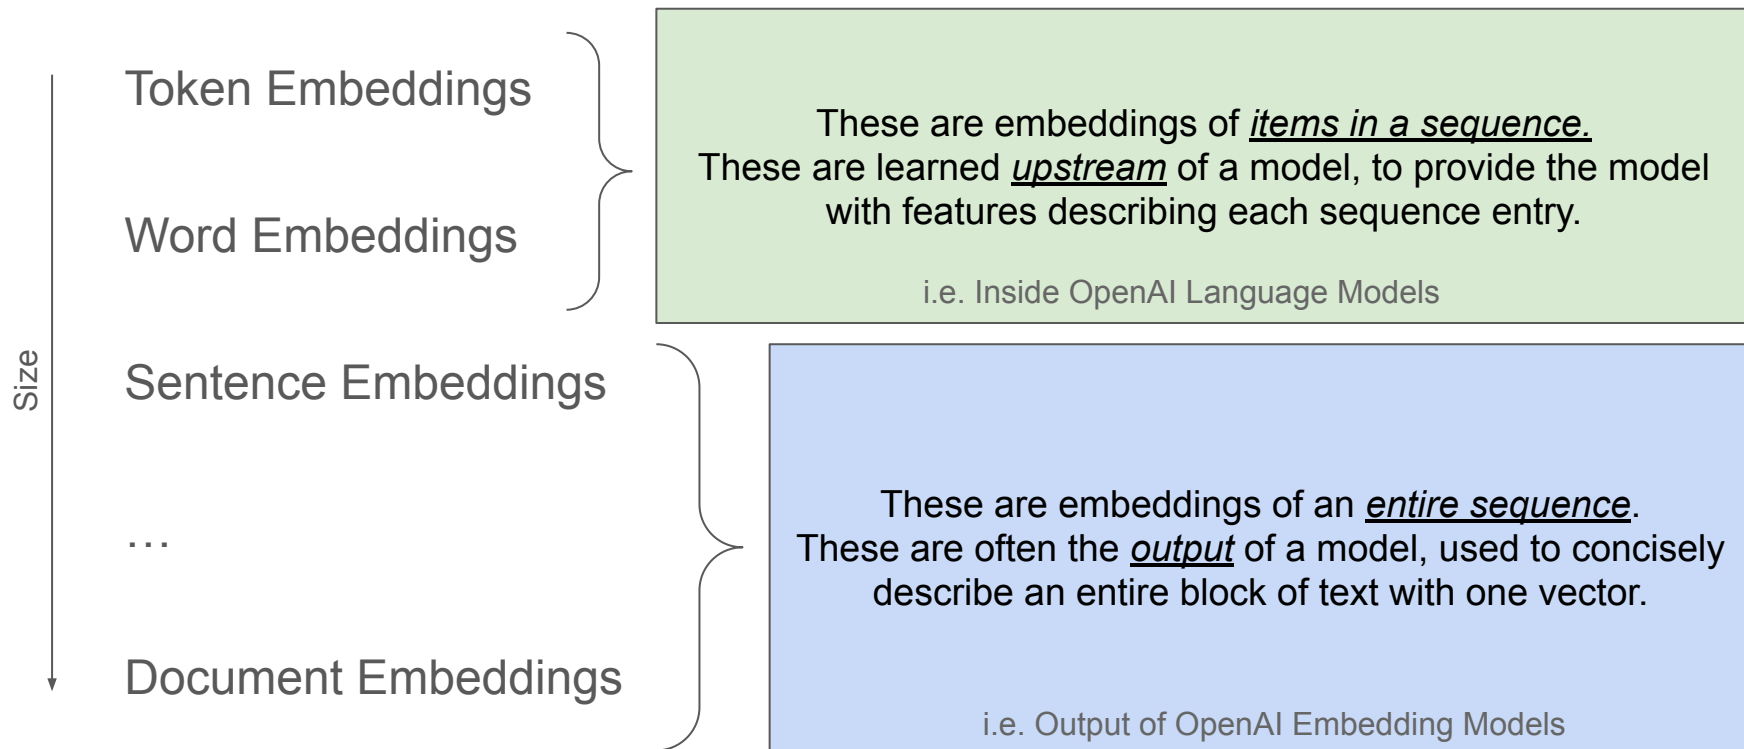 Size
Token Embeddings
Word Embeddings
Sentence Embeddings
…
Document Embeddings
These are embeddings of items in a sequence.
These are learned upstream of a model, to provide the model
with features describing each sequence entry.
i.e. Inside OpenAI Language Models
These are embeddings of an entire sequence.
These are often the output of a model, used to concisely
describe an entire block of text with one vector.
i.e. Output of OpenAI Embedding Models